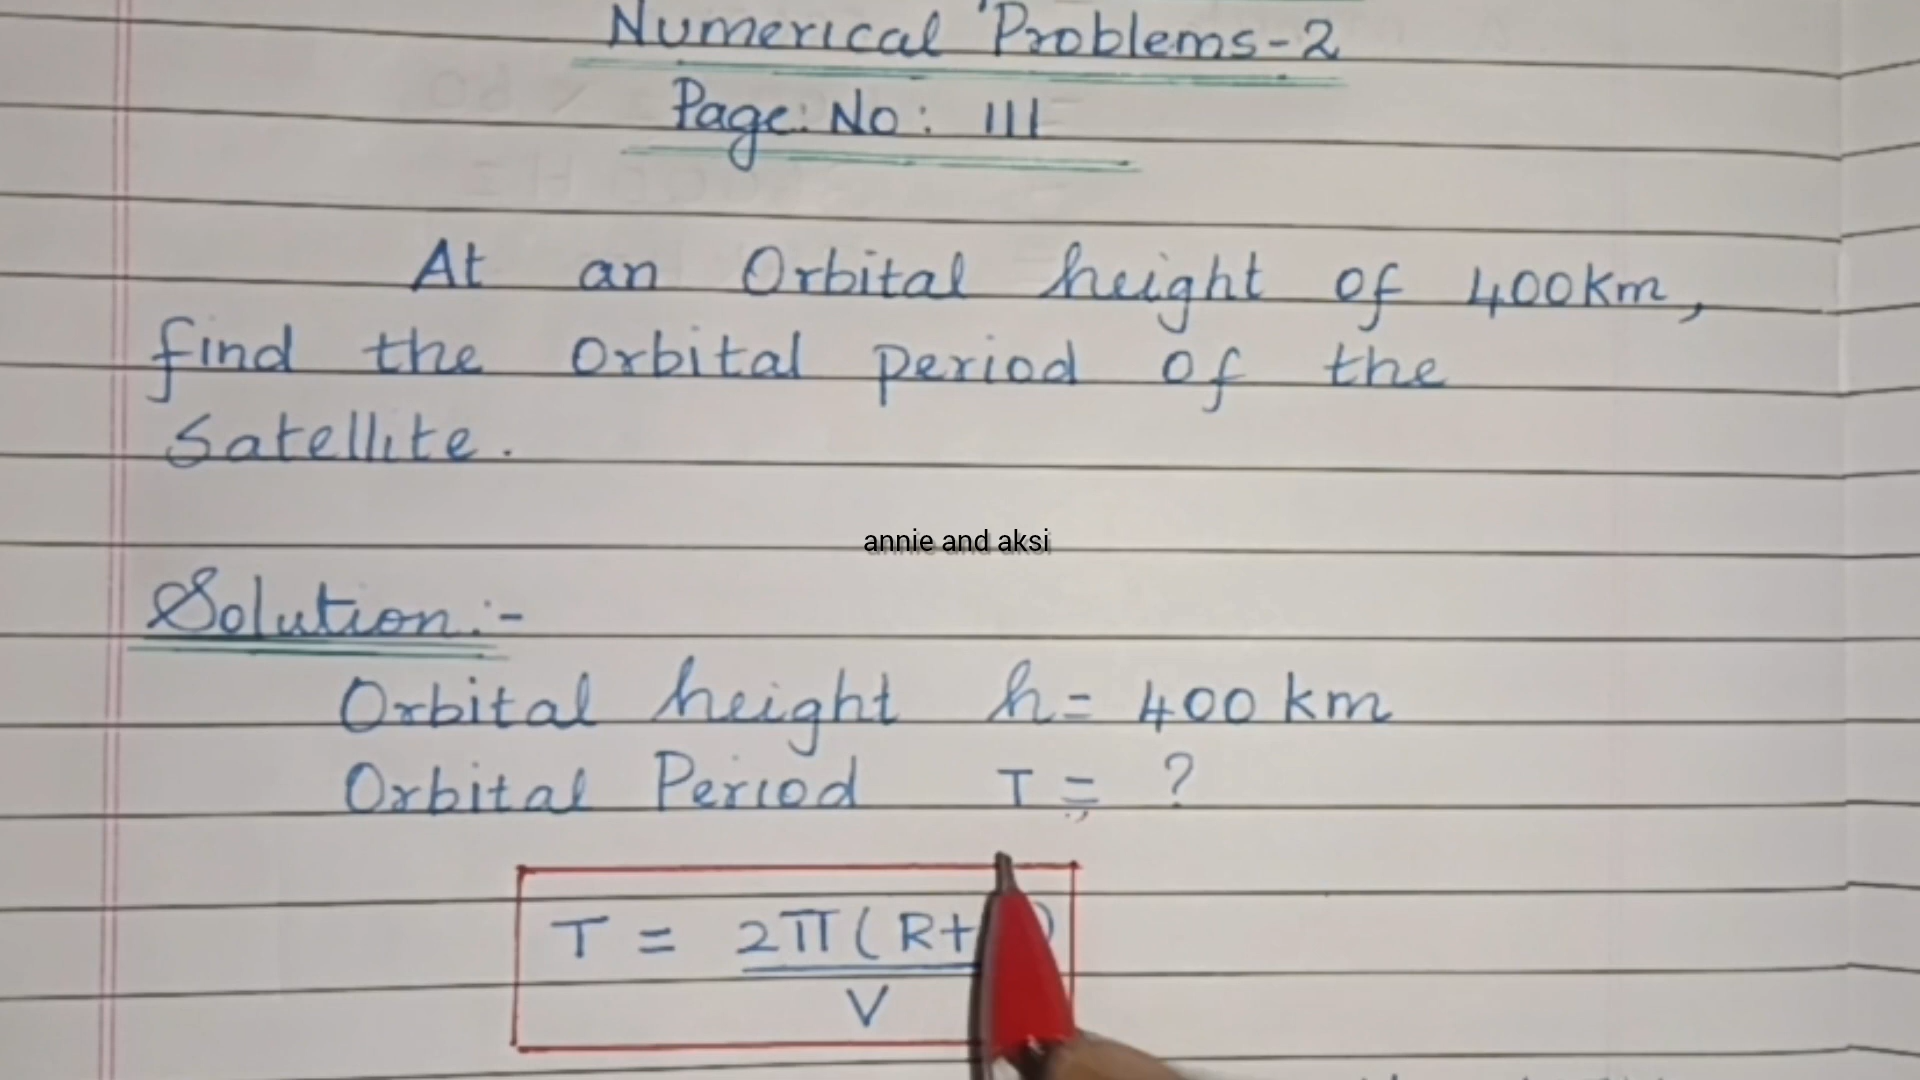 Numerical Problems-2
Page: No: 111
At an Orbital height of 400km,
find the Orbital period of the
Satellite.
annie and aksi
Solution:-
Orbital height h= 400 km
Orbital Period T = ?
T = 2π(R+ )
V